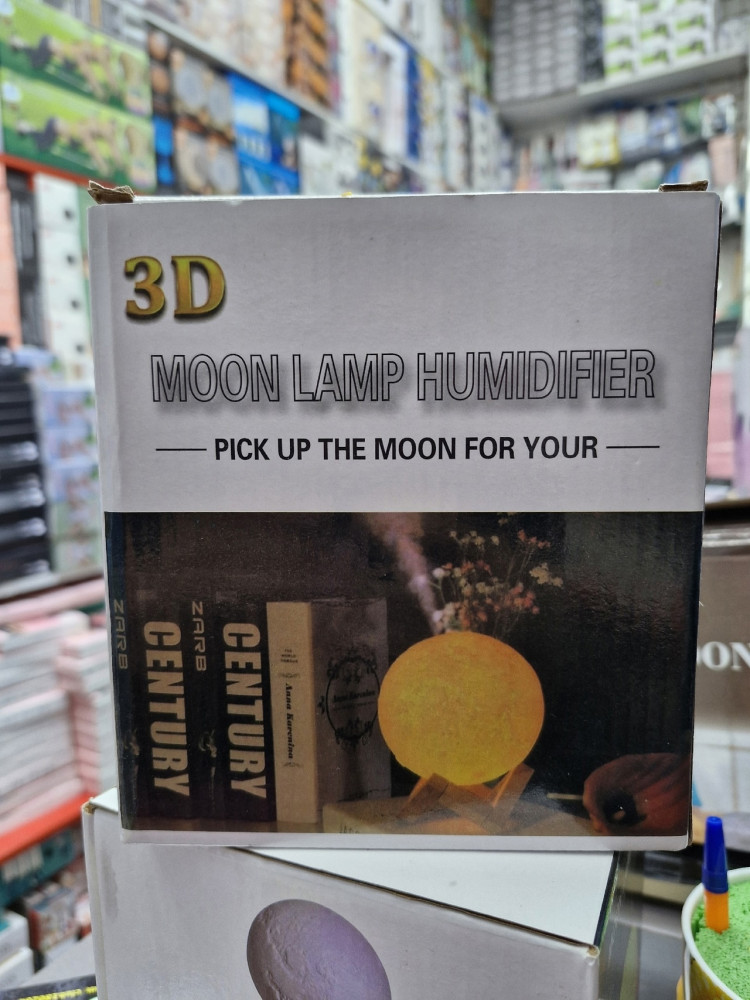 3D
MOON LAMP HUMIDIFIER
PICK UP THE MOON FOR YOUR
ZARB
CENTURY
ZARB
CENTURY
Anna Karenina